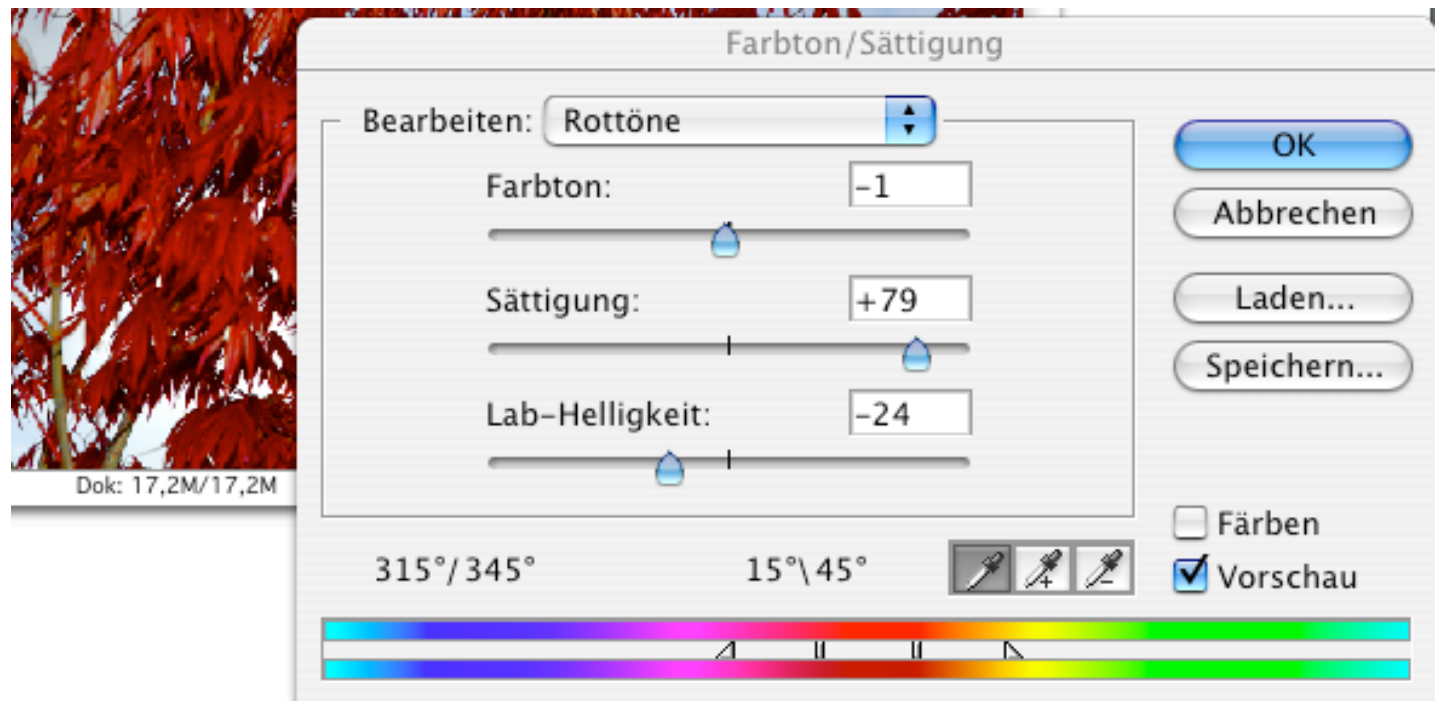 Farbton/Sättigung
Bearbeiten: Rottöne
Farbton: -1
Sättigung: +79
Lab-Helligkeit: -24
OK
Abbrechen
Laden...
Speichern...
Färben
Vorschau
Dok: 17,2M/17,2M
315°/345° 15°\45°